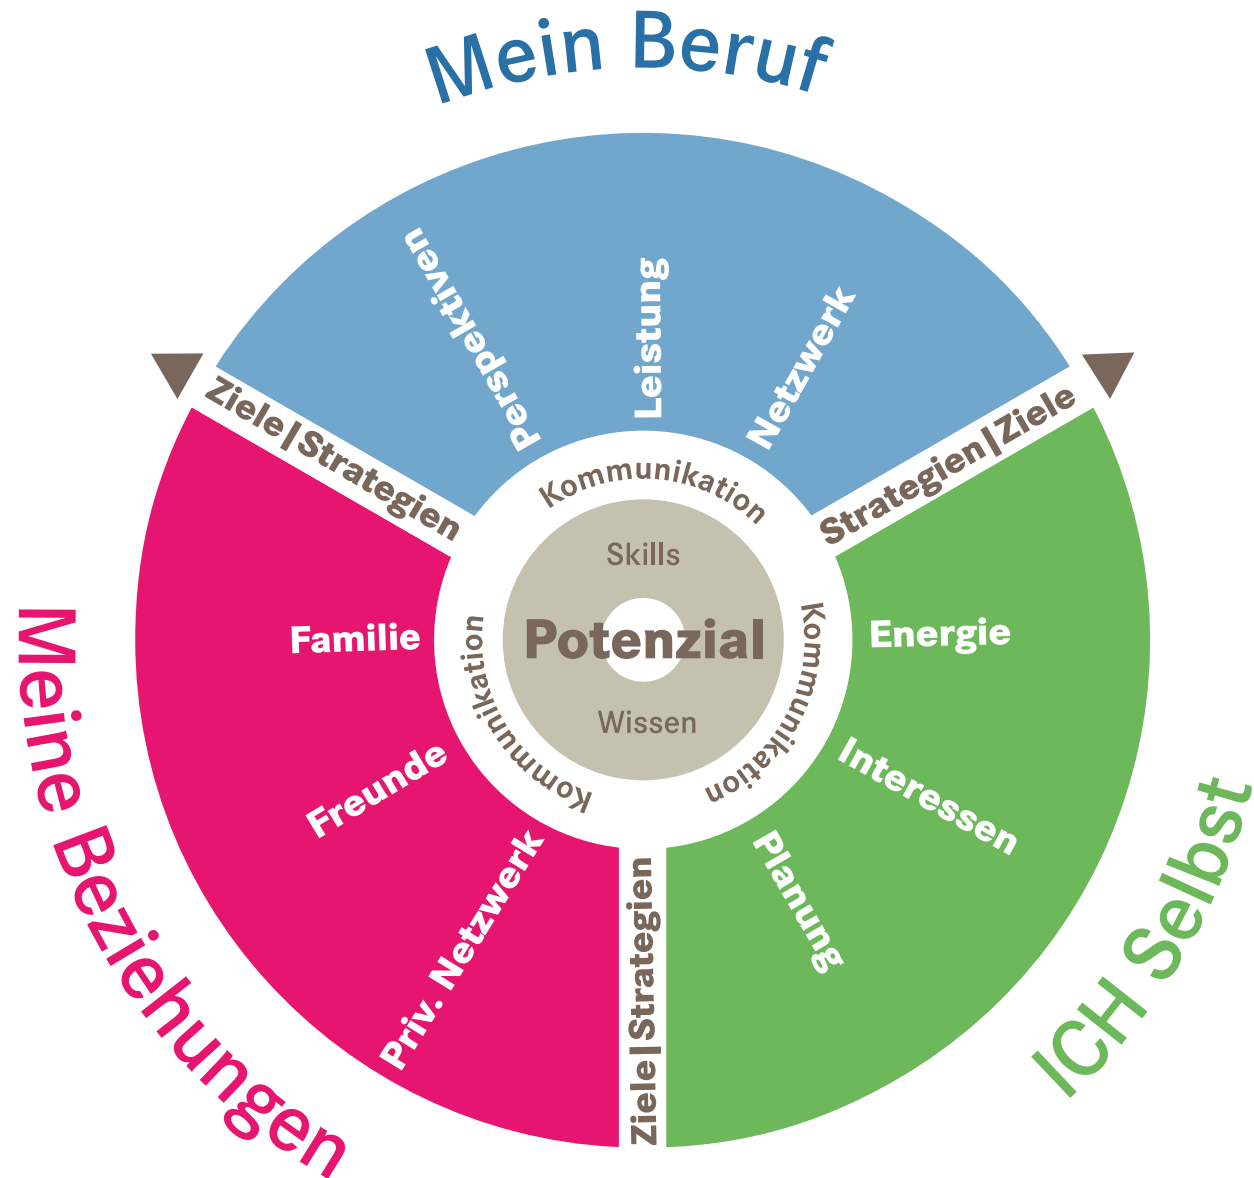 Mein Beruf
Perspektiven
Leistung
Netzwerk
Ziele|Strategien
Strategien|Ziele
Kommunikation
Skills
Potenzial
Wissen
Kommunikation
Kommunikation
Familie
Freunde
Priv. Netzwerk
Energie
Interessen
Planung
Ziele|Strategien
Meine Beziehungen
ICH Selbst